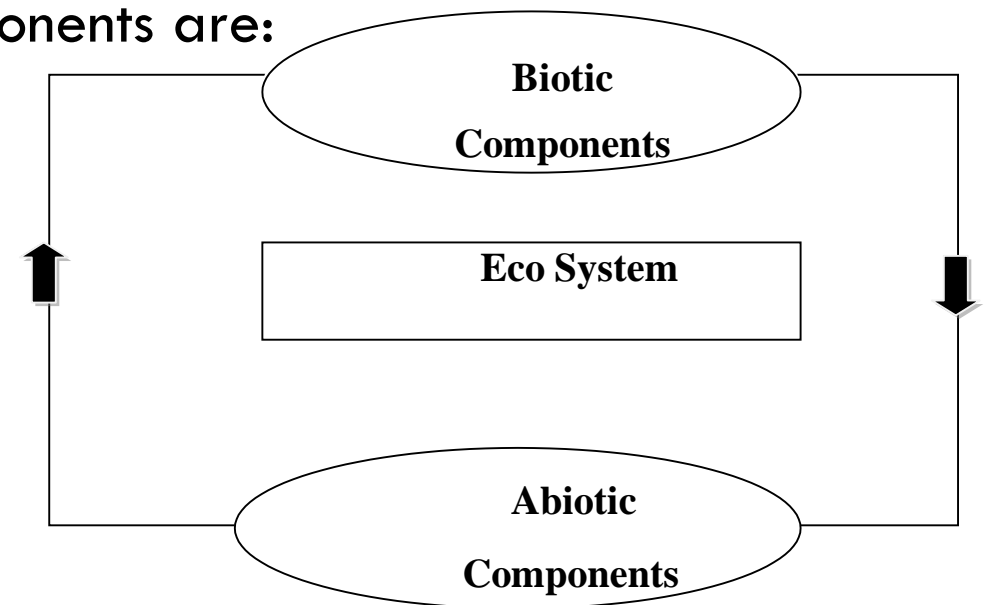 onents are:
Biotic
Components
Eco System
Abiotic
Components